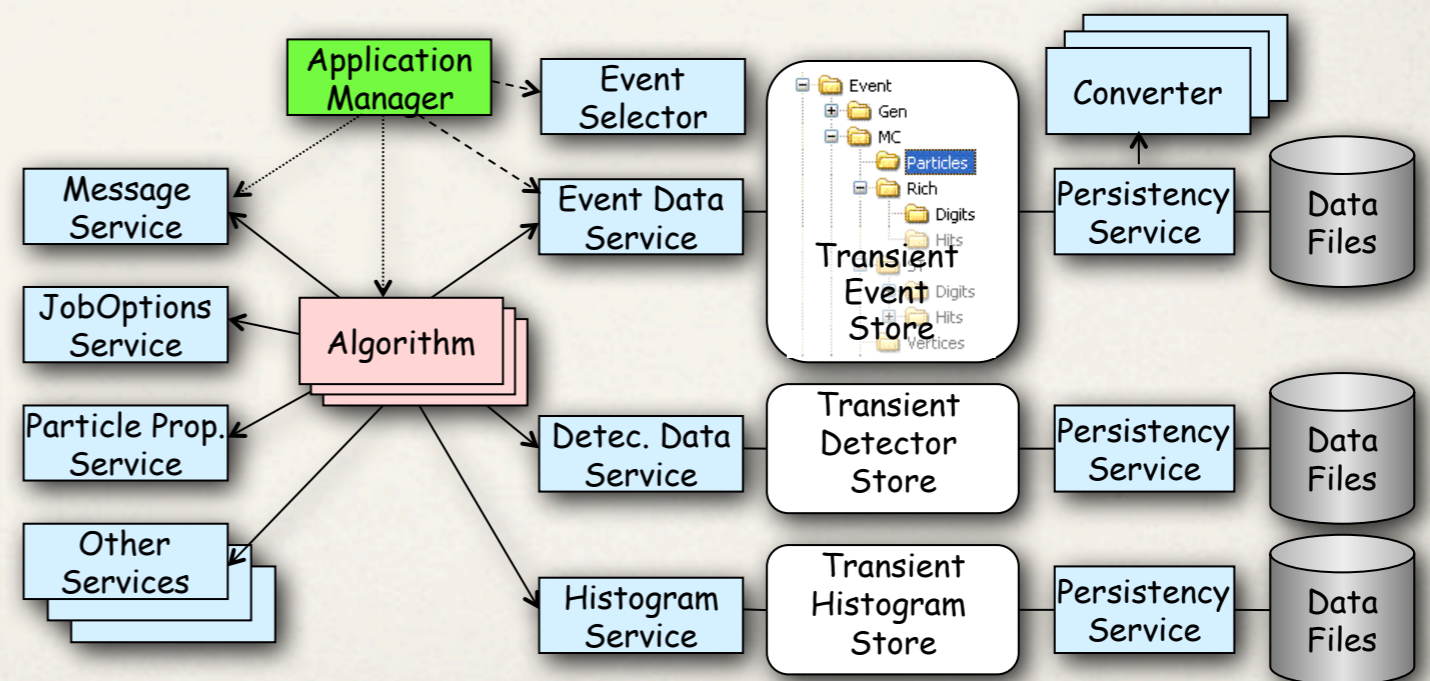 Application
Manager
Event
Selector
Converter
Message
Service
Event Data
Service
Event
Gen
MC
Particles
Rich
Digits
Hits
Transient
Event
Store
Digits
Hits
Vertices
Persistency
Service
Data
Files
JobOptions
Service
Algorithm
Particle Prop.
Service
Detec. Data
Service
Transient
Detector
Store
Persistency
Service
Data
Files
Other
Services
Histogram
Service
Transient
Histogram
Store
Persistency
Service
Data
Files